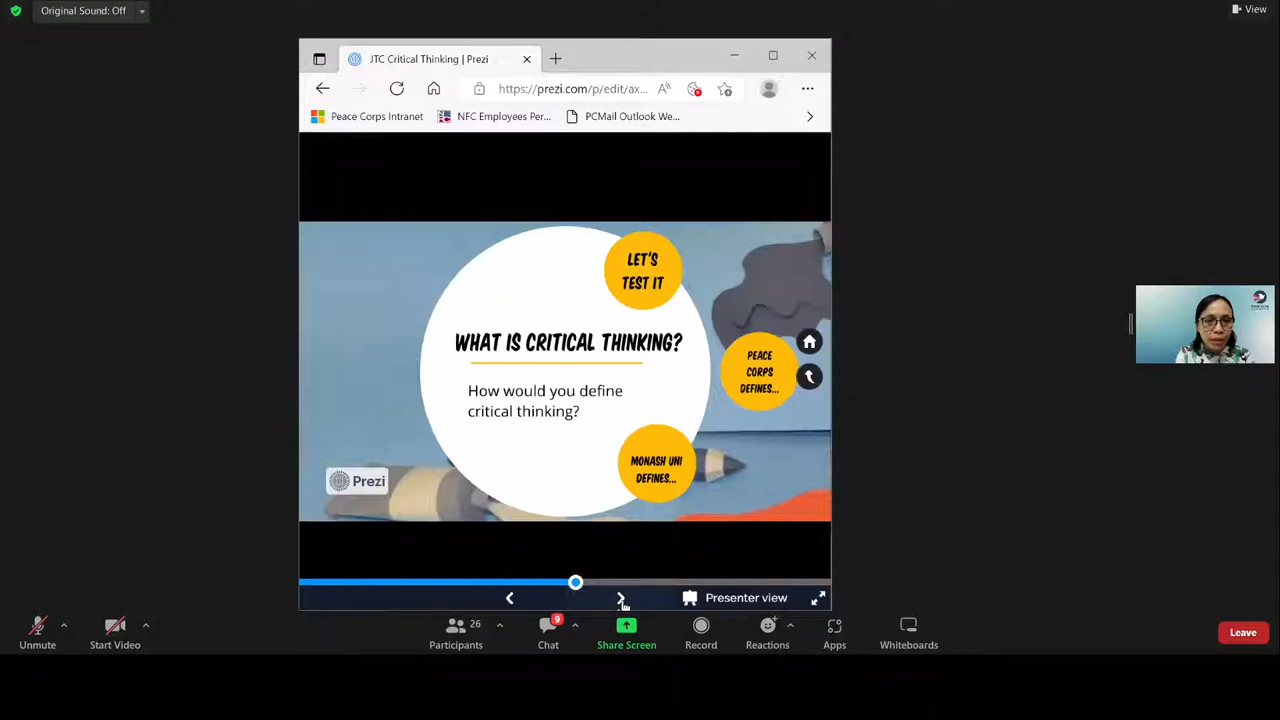 Original Sound: Off
View
JTC Critical Thinking | Prezi
https://prezi.com/p/edit/ax...
Peace Corps Intranet
NFC Employees Per...
PCMail Outlook We...
LET'S
TEST IT
WHAT IS CRITICAL THINKING?
How would you define
critical thinking?
PEACE
CORPS
DEFINES...
MONASH UNI
DEFINES...
Prezi
Presenter view
Unmute
Start Video
Participants
26
Chat
9
Share Screen
Record
Reactions
Apps
Whiteboards
Leave